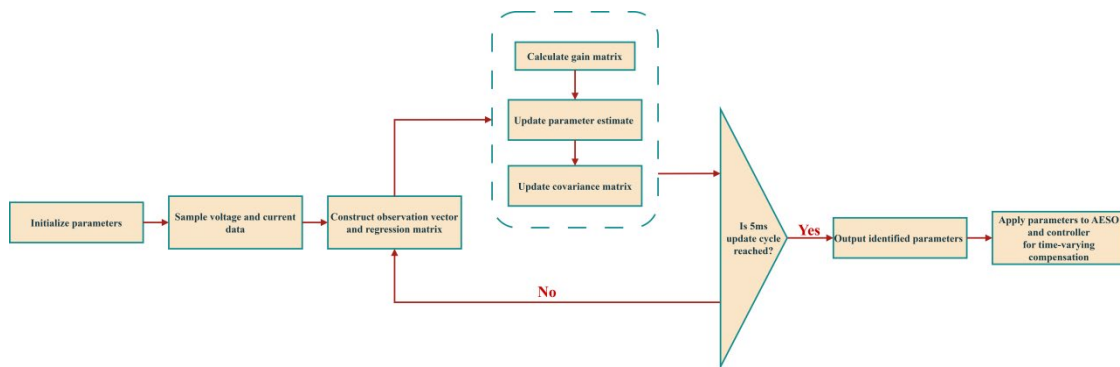 Initialize parameters
Sample voltage and current
data
Construct observation vector
and regression matrix
Calculate gain matrix
Update parameter estimate
Update covariance matrix
Is 5ms
update cycle
reached?
Yes
No
Output identified parameters
Apply parameters to AESO
and controller
for time-varying
compensation